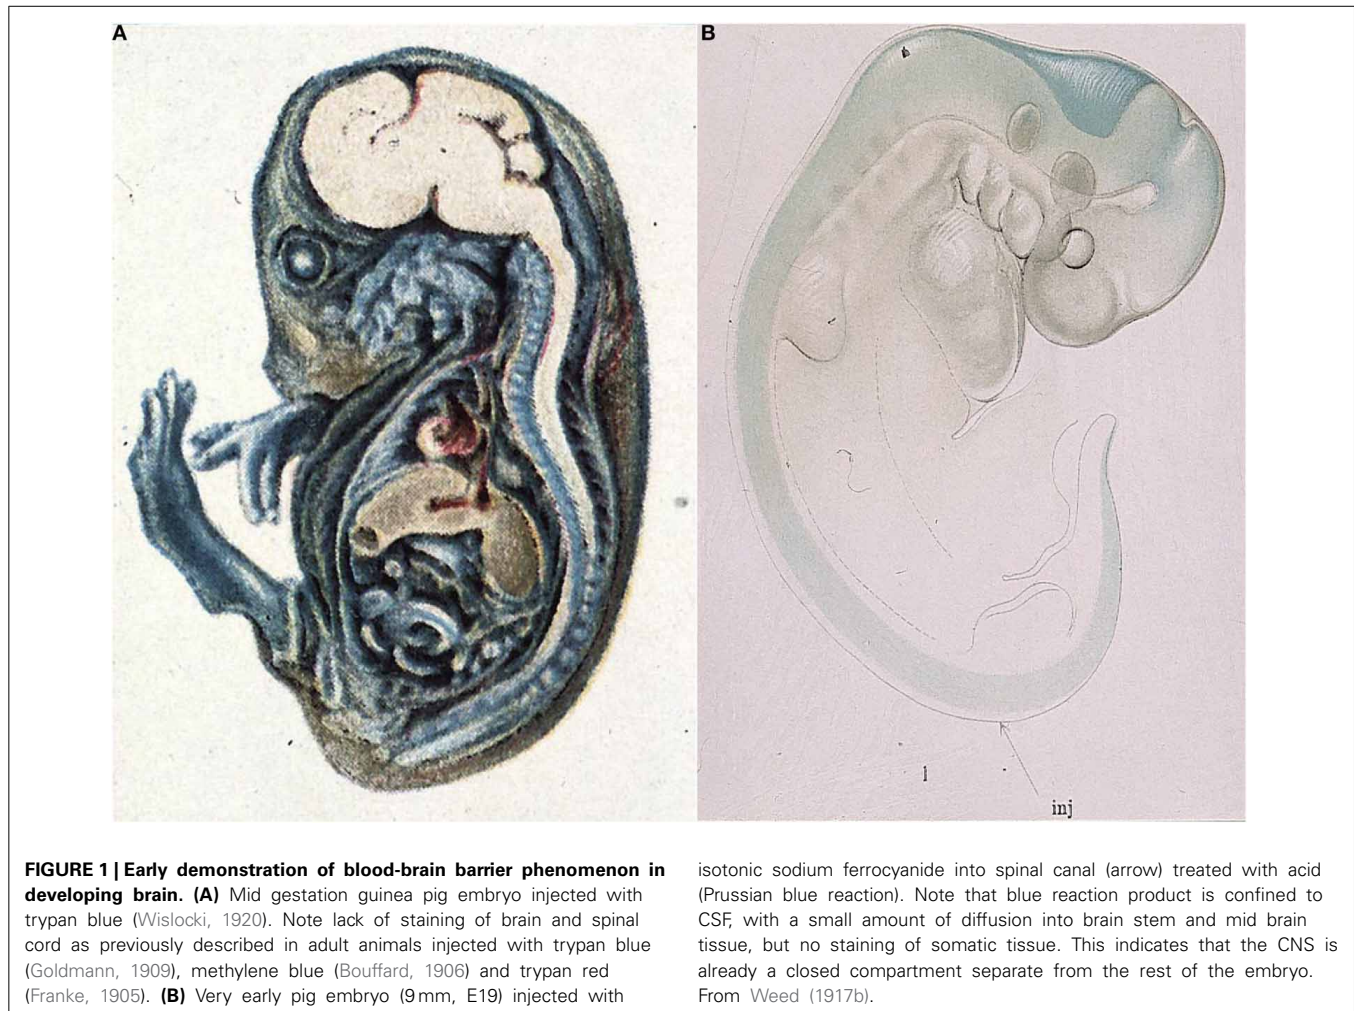 A
B
inj
FIGURE 1 | Early demonstration of blood-brain barrier phenomenon in
developing brain. (A) Mid gestation guinea pig embryo injected with
trypan blue (Wislocki, 1920). Note lack of staining of brain and spinal
cord as previously described in adult animals injected with trypan blue
(Goldmann, 1909), methylene blue (Bouffard, 1906) and trypan red
(Franke, 1905). (B) Very early pig embryo (9 mm, E19) injected with
isotonic sodium ferrocyanide into spinal canal (arrow) treated with acid
(Prussian blue reaction). Note that blue reaction product is confined to
CSF, with a small amount of diffusion into brain stem and mid brain
tissue, but no staining of somatic tissue. This indicates that the CNS is
already a closed compartment separate from the rest of the embryo.
From Weed (1917b).